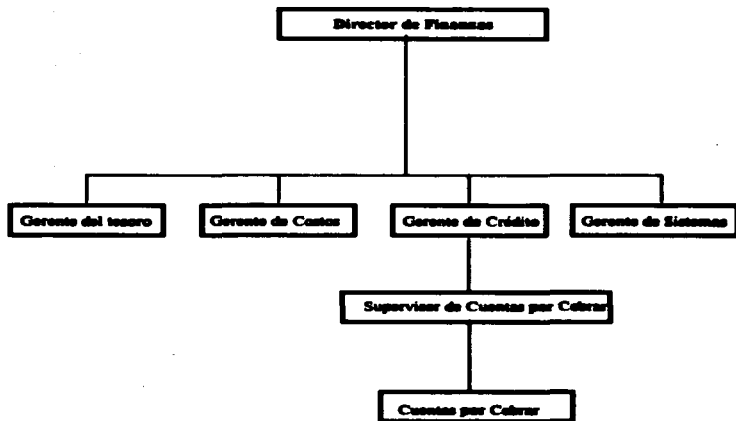 Director de Finanzas
Gerente del tesoro
Gerente de Costos
Gerente de Crédito
Gerente de Sistemas
Supervisor de Cuentas por Cobrar
Cuentas por Cobrar